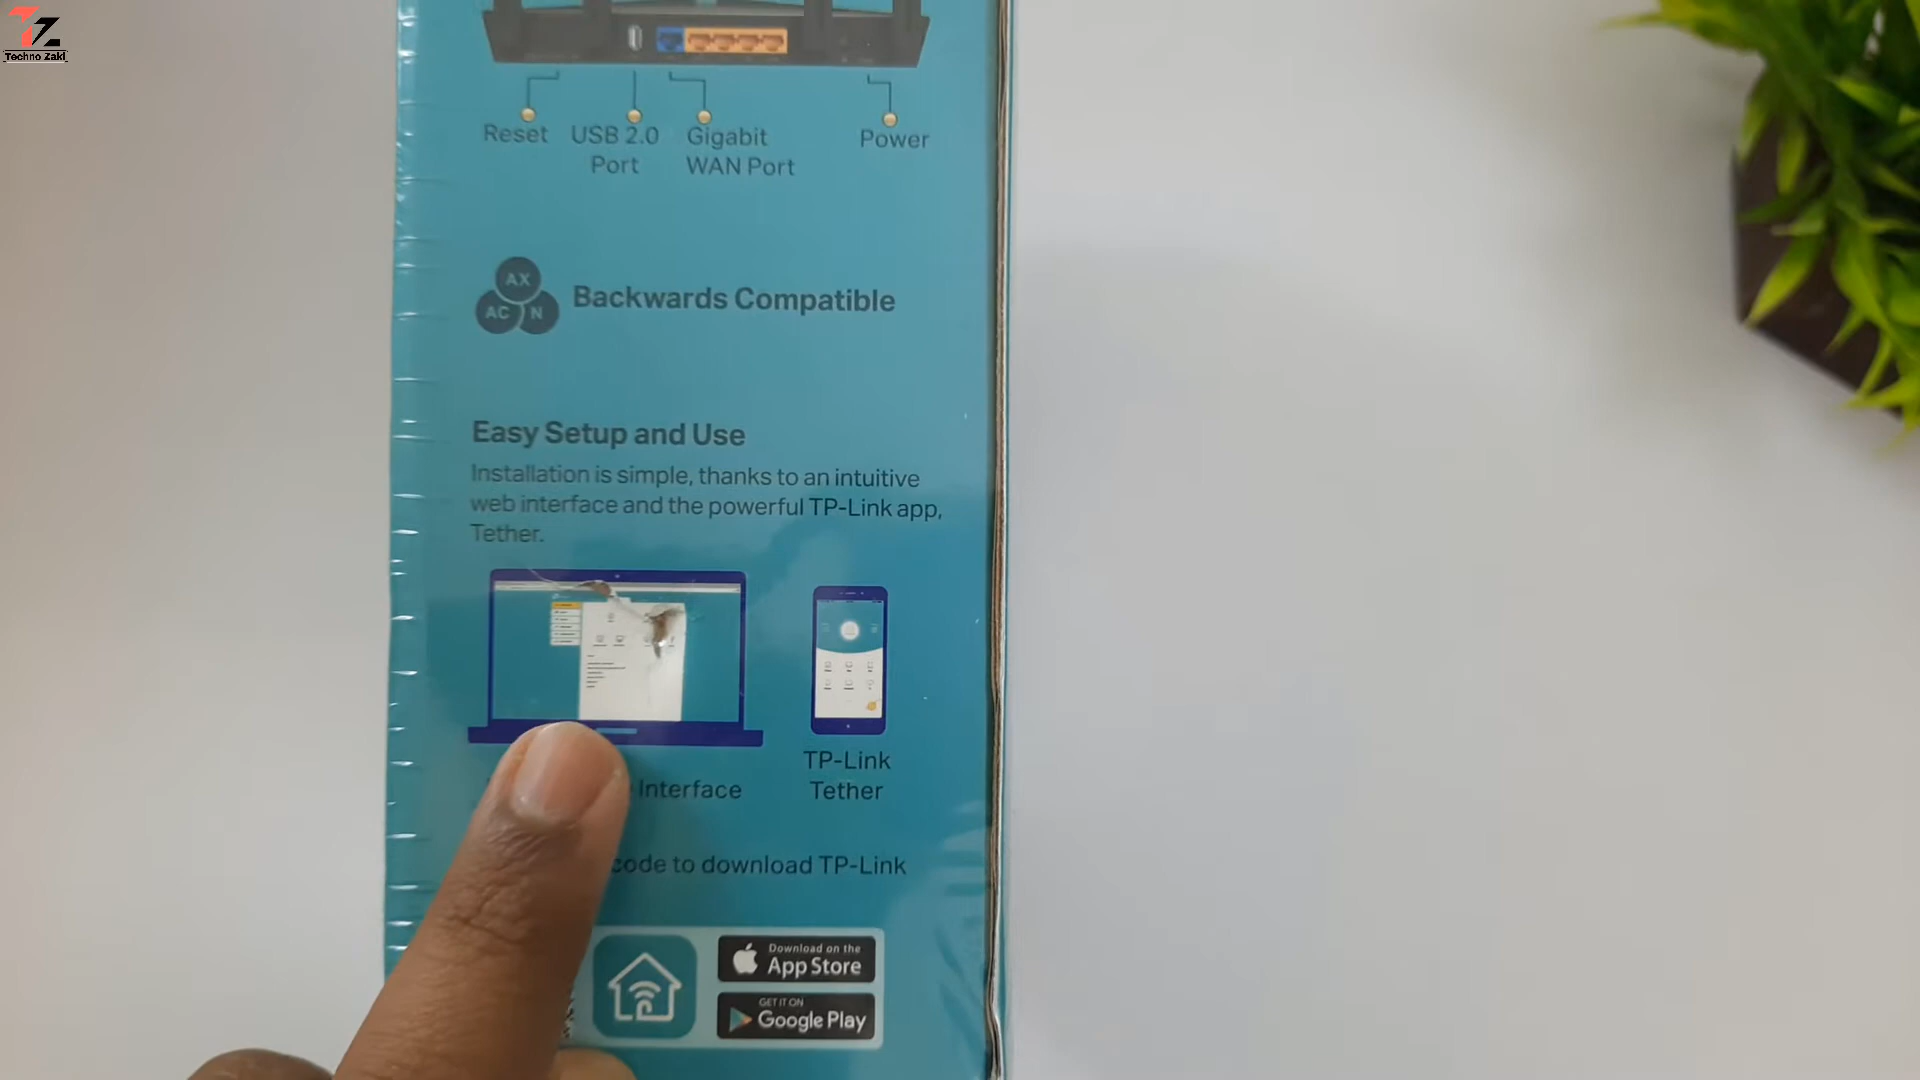 TZ
Techno Zaki
Reset
USB 2.0
Port
Gigabit
WAN Port
Power
AX
AC
N
Backwards Compatible
Easy Setup and Use
Installation is simple, thanks to an intuitive
web interface and the powerful TP-Link app,
Tether.
Interface
TP-Link
Tether
code to download TP-Link
Download on the
App Store
GET IT ON
Google Play